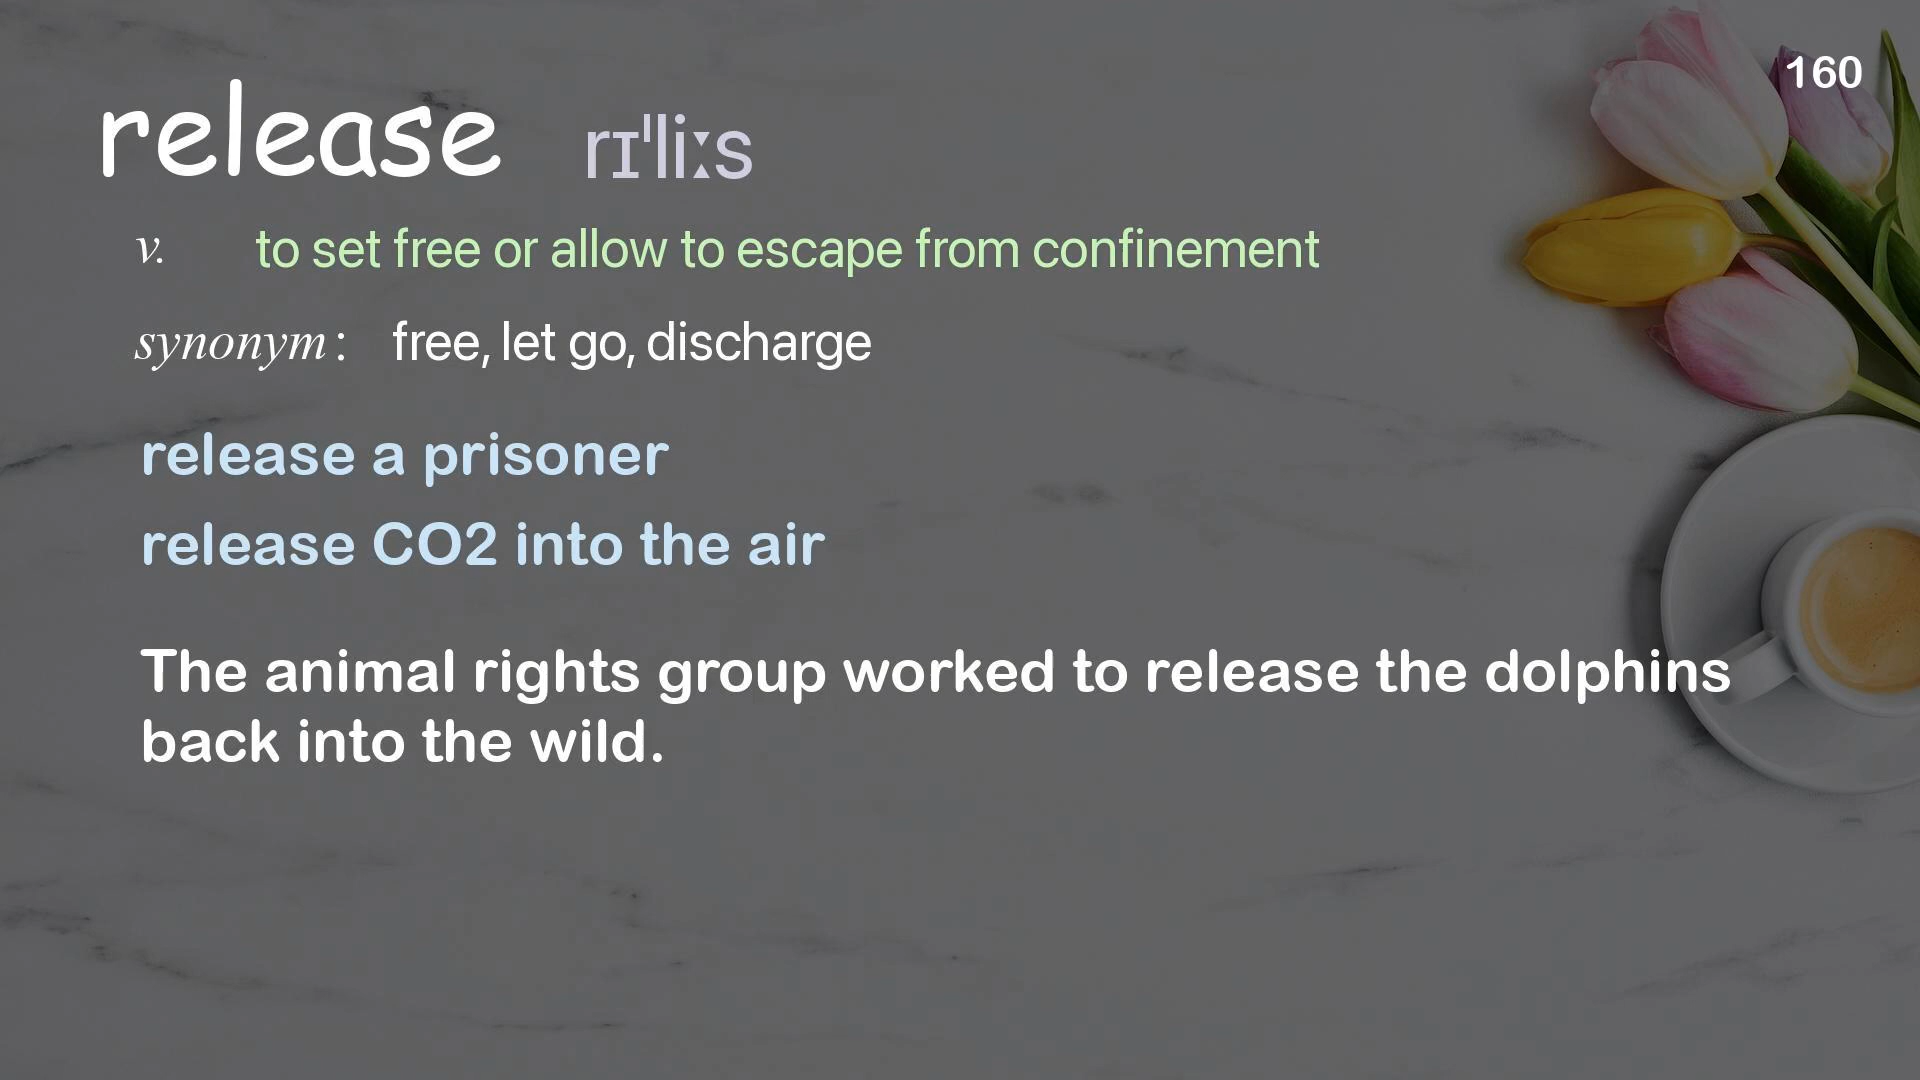 160
release rɪˈliːs
v. to set free or allow to escape from confinement
synonym : free, let go, discharge
release a prisoner
release CO2 into the air
The animal rights group worked to release the dolphins
back into the wild.